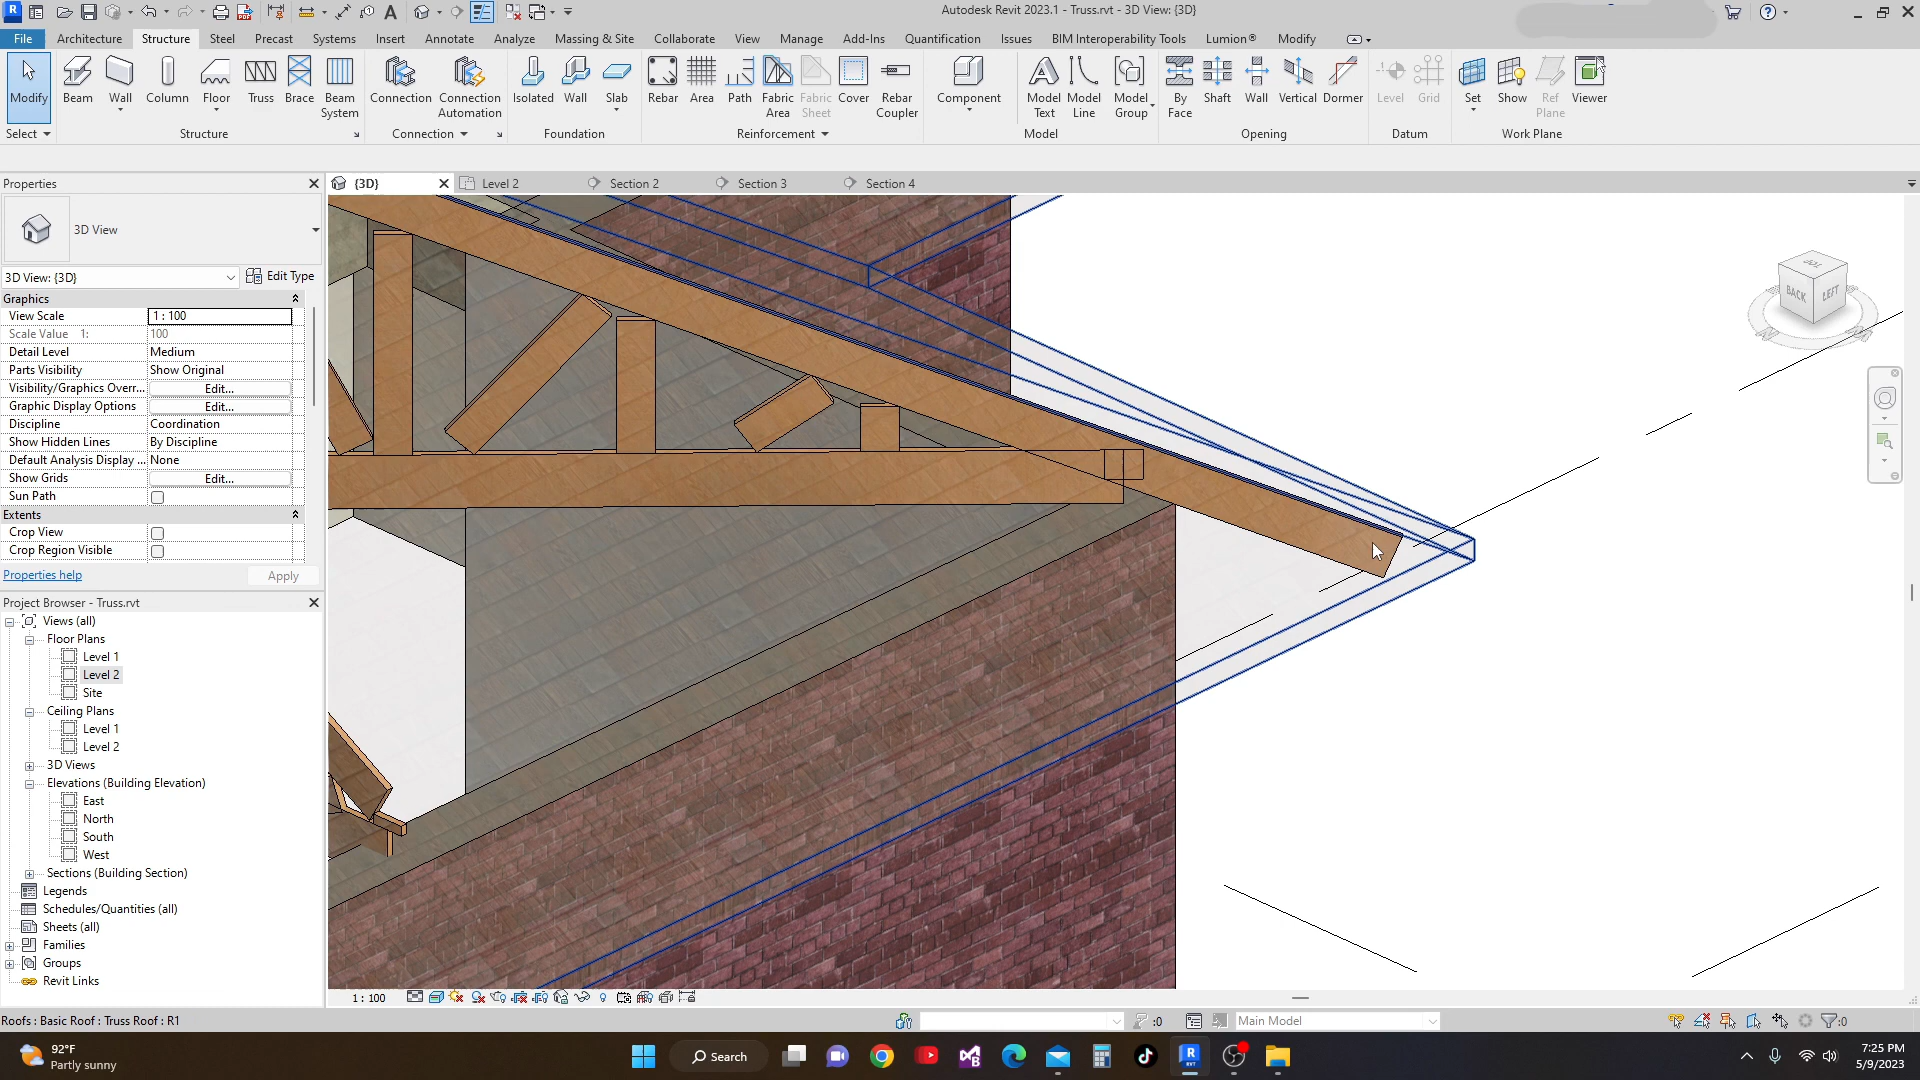 Autodesk Revit 2023.1 - Truss.rvt - 3D View: {3D}
File Architecture Structure Steel Precast Systems Insert Annotate Analyze Massing & Site Collaborate View Manage Add-Ins Quantification Issues BIM Interoperability Tools Lumion® Modify
Modify Beam Wall Column Floor Truss Brace Beam System Connection Connection Automation Isolated Wall Slab Rebar Area Path Fabric Area Fabric Sheet Cover Rebar Coupler Component Model Text Model Line Model Group By Face Shaft Wall Vertical Dormer Level Grid Set Show Ref Plane Viewer
Select Structure Connection Foundation Reinforcement Model Opening Datum Work Plane
Properties
{3D} Level 2 Section 2 Section 3 Section 4
3D View
3D View: {3D} Edit Type
Graphics
View Scale 1 : 100
Scale Value 1: 100
Detail Level Medium
Parts Visibility Show Original
Visibility/Graphics Overr... Edit...
Graphic Display Options Edit...
Discipline Coordination
Show Hidden Lines By Discipline
Default Analysis Display ... None
Show Grids Edit...
Sun Path
Extents
Crop View
Crop Region Visible
Properties help Apply
Project Browser - Truss.rvt
Views (all)
Floor Plans
Level 1
Level 2
Site
Ceiling Plans
Level 1
Level 2
3D Views
Elevations (Building Elevation)
East
North
South
West
Sections (Building Section)
Legends
Schedules/Quantities (all)
Sheets (all)
Families
Groups
Revit Links
TOP
BACK LEFT
1 : 100
Roofs : Basic Roof : Truss Roof : R1 :0 Main Model :0
92°F
Partly sunny
Search
7:25 PM
5/9/2023